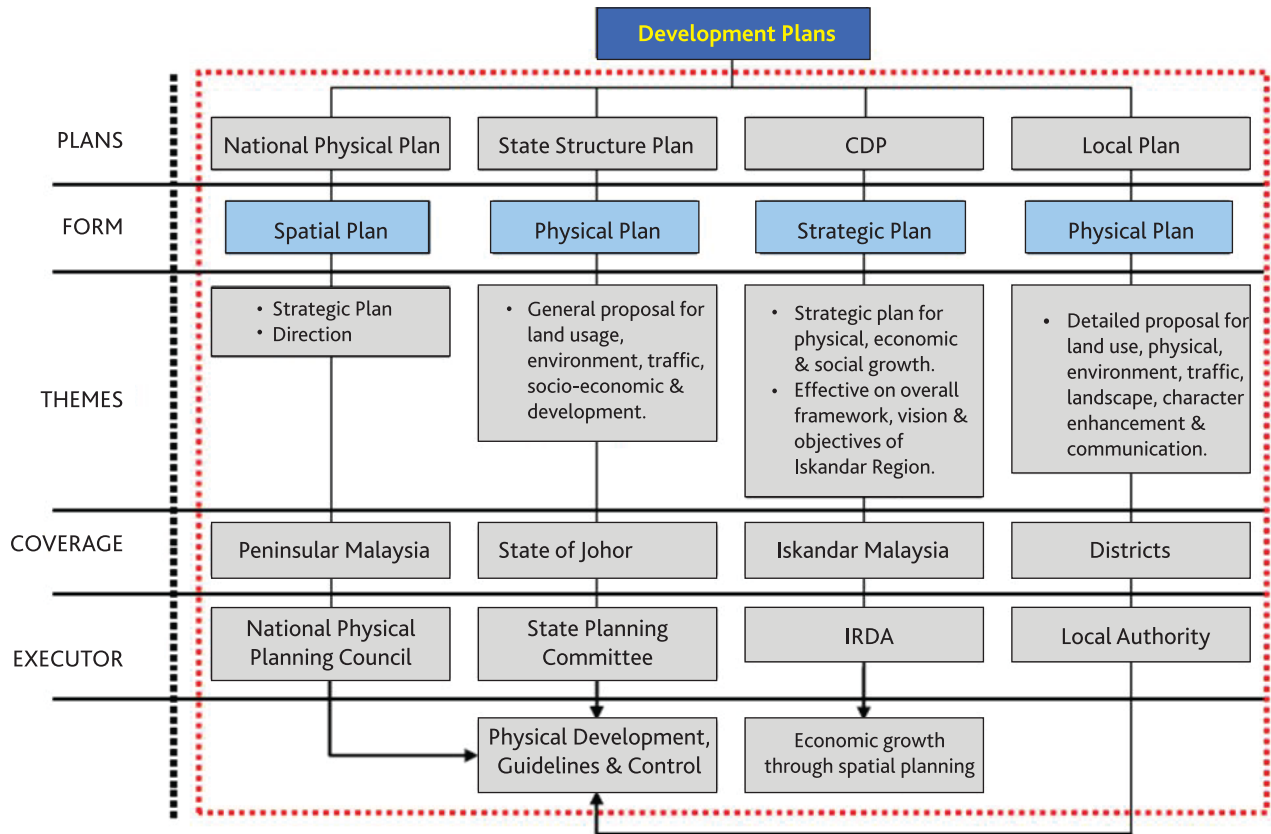 Development Plans
PLANS
National Physical Plan
State Structure Plan
CDP
Local Plan
FORM
Spatial Plan
Physical Plan
Strategic Plan
Physical Plan
THEMES
• Strategic Plan
• Direction
• General proposal for
land usage,
environment, traffic,
socio-economic &
development.
• Strategic plan for
physical, economic
& social growth.
• Effective on overall
framework, vision &
objectives of
Iskandar Region.
• Detailed proposal for
land use, physical,
environment, traffic,
landscape, character
enhancement &
communication.
COVERAGE
Peninsular Malaysia
State of Johor
Iskandar Malaysia
Districts
EXECUTOR
National Physical
Planning Council
State Planning
Committee
IRDA
Local Authority
Physical Development,
Guidelines & Control
Economic growth
through spatial planning